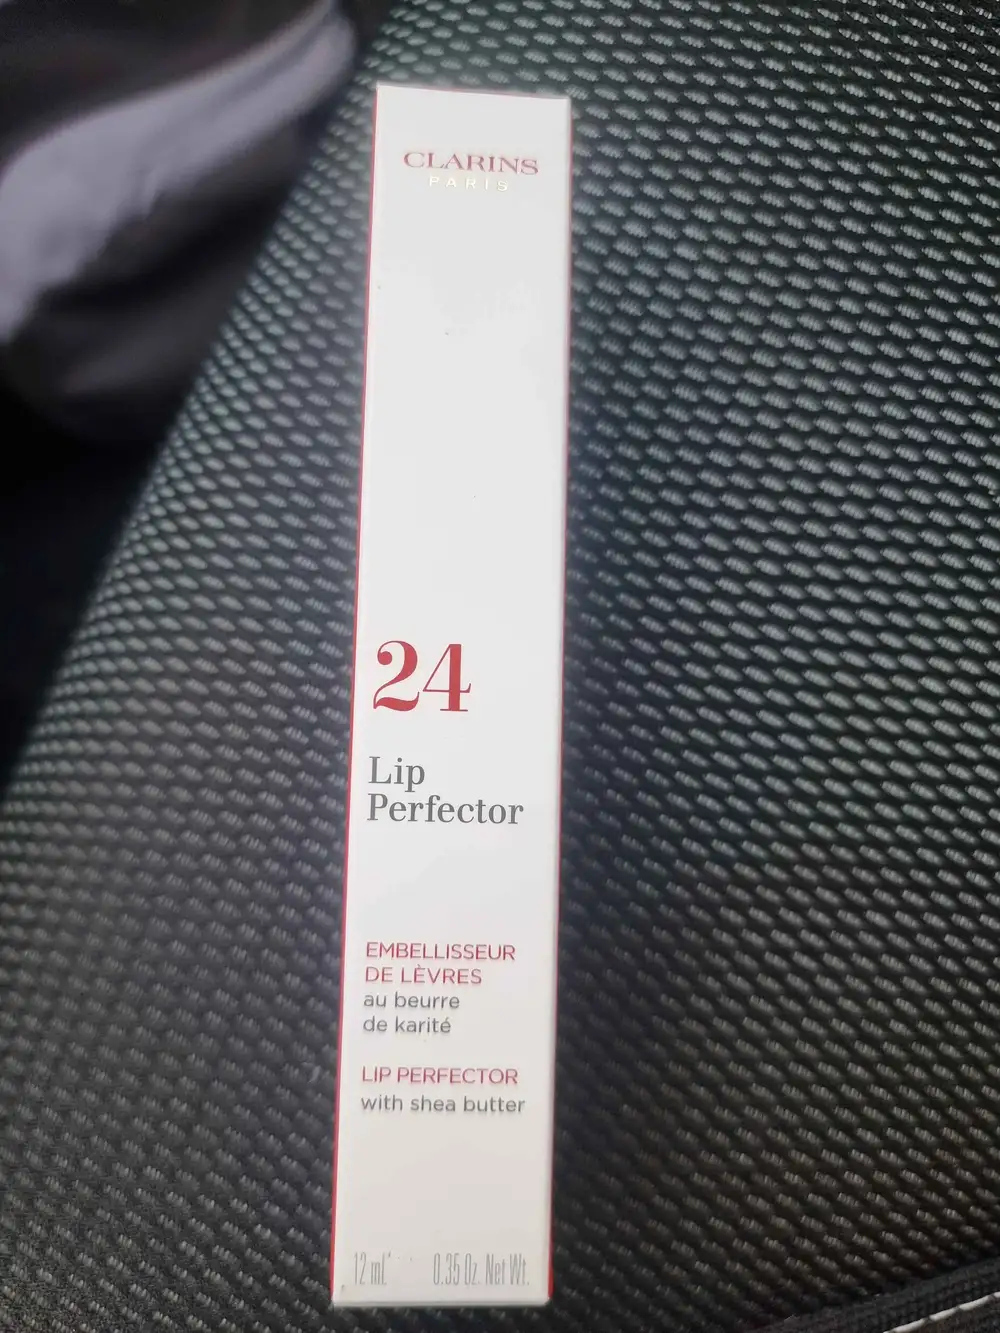 CLARINS
PARIS
24
Lip
Perfector
EMBELLISSEUR
DE LÈVRES
au beurre
de karité
LIP PERFECTOR
with shea butter
12 mL 0.35 Oz. Net Wt.